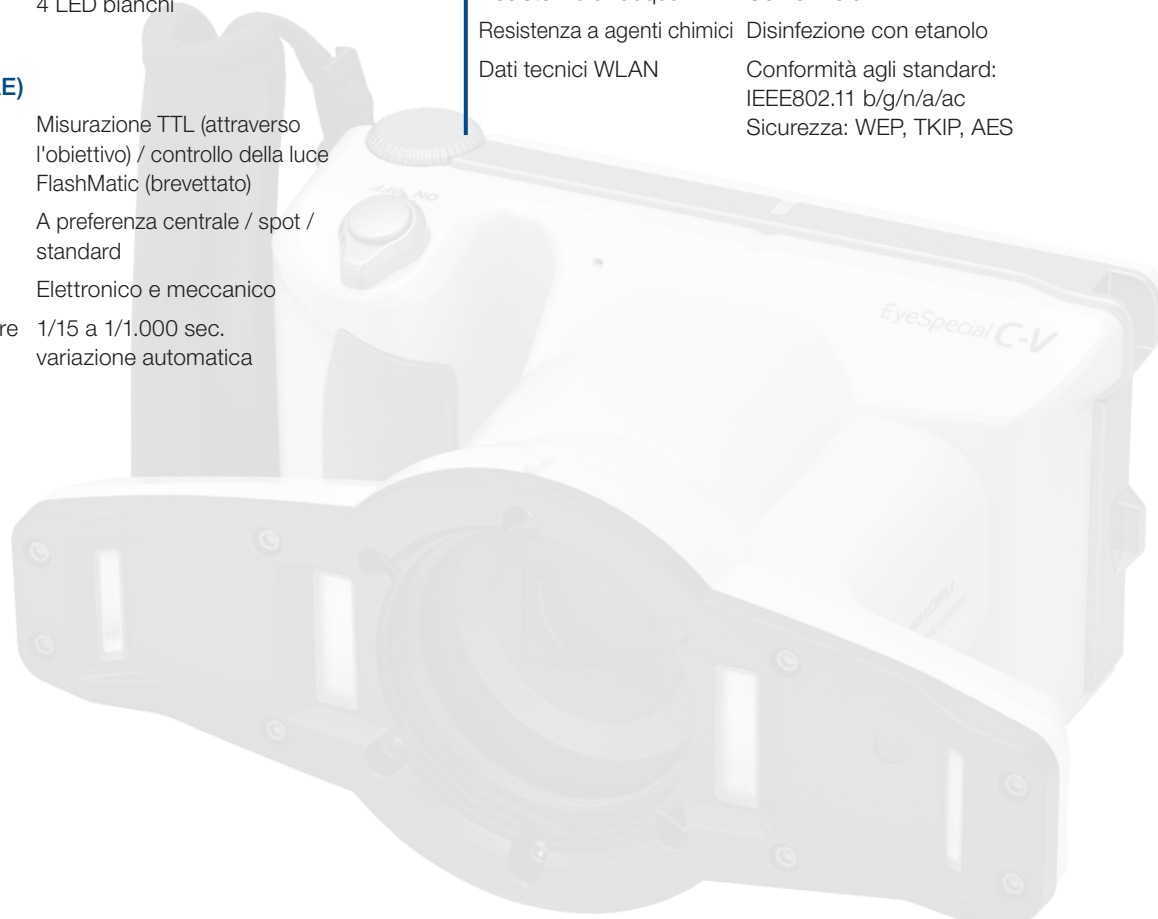 4 LED bianchi
E)
Misurazione TTL (attraverso
l'obiettivo) / controllo della luce
FlashMatic (brevettato)
A preferenza centrale / spot /
standard
Elettronico e meccanico
re 1/15 a 1/1.000 sec.
variazione automatica
Resistenza a agenti chimici Disinfezione con etanolo
Dati tecnici WLAN Conformità agli standard:
IEEE802.11 b/g/n/a/ac
Sicurezza: WEP, TKIP, AES
ON OFF
EyeSpecial C-V
SHOFU